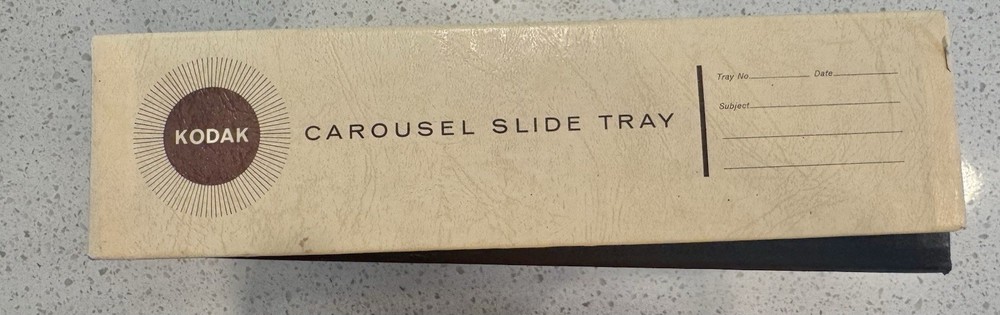 KODAK
CAROUSEL SLIDE TRAY
Tray No. Date
Subject